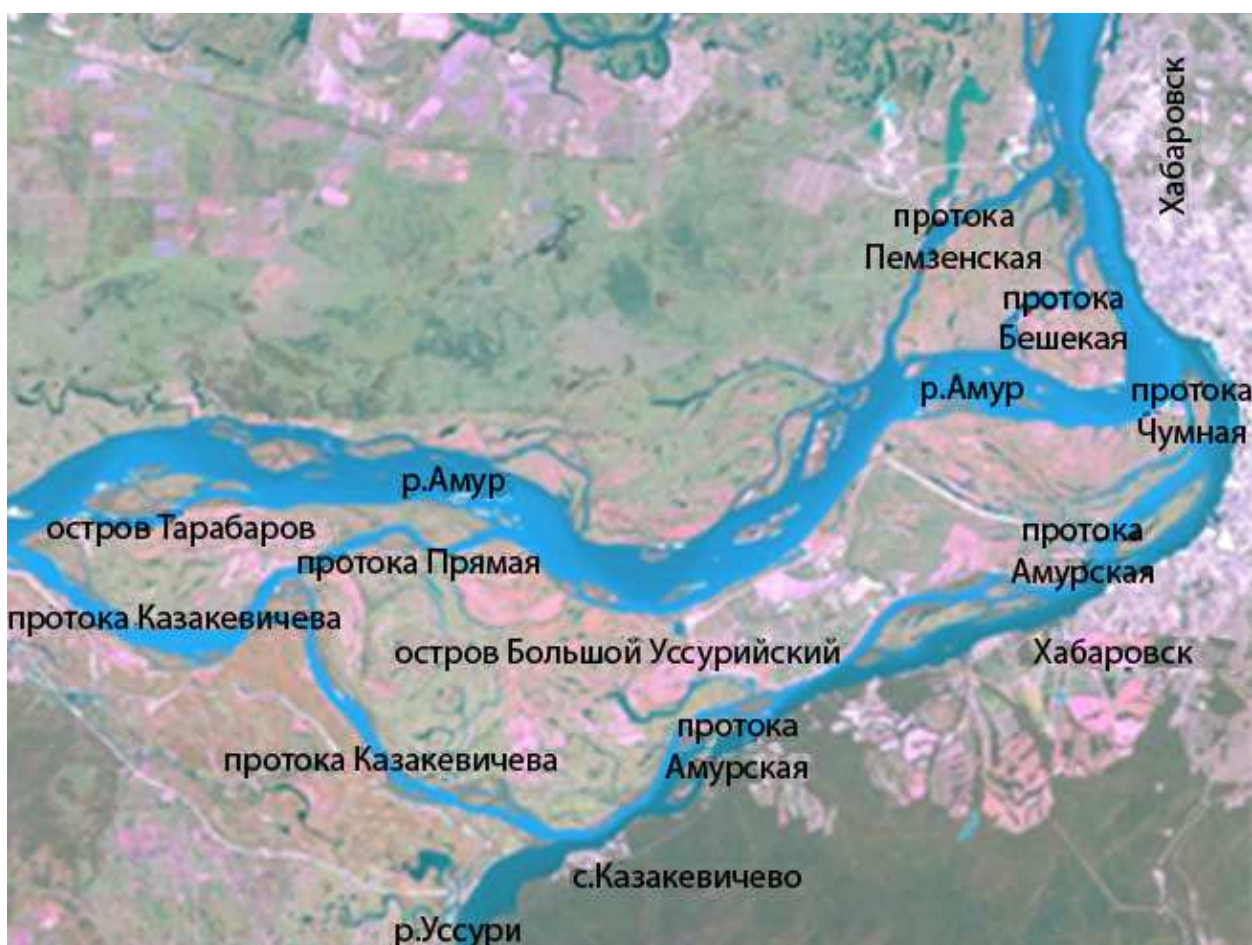 Хабаровск
протока
Пемзенская
протока
Бешекая
р.Амур
протока
Чумная
р.Амур
остров Тарабаров
протока Прямая
протока
Амурская
протока Казакевичева
остров Большой Уссурийский
Хабаровск
протока
Амурская
протока Казакевичева
с.Казакевичево
р.Уссури